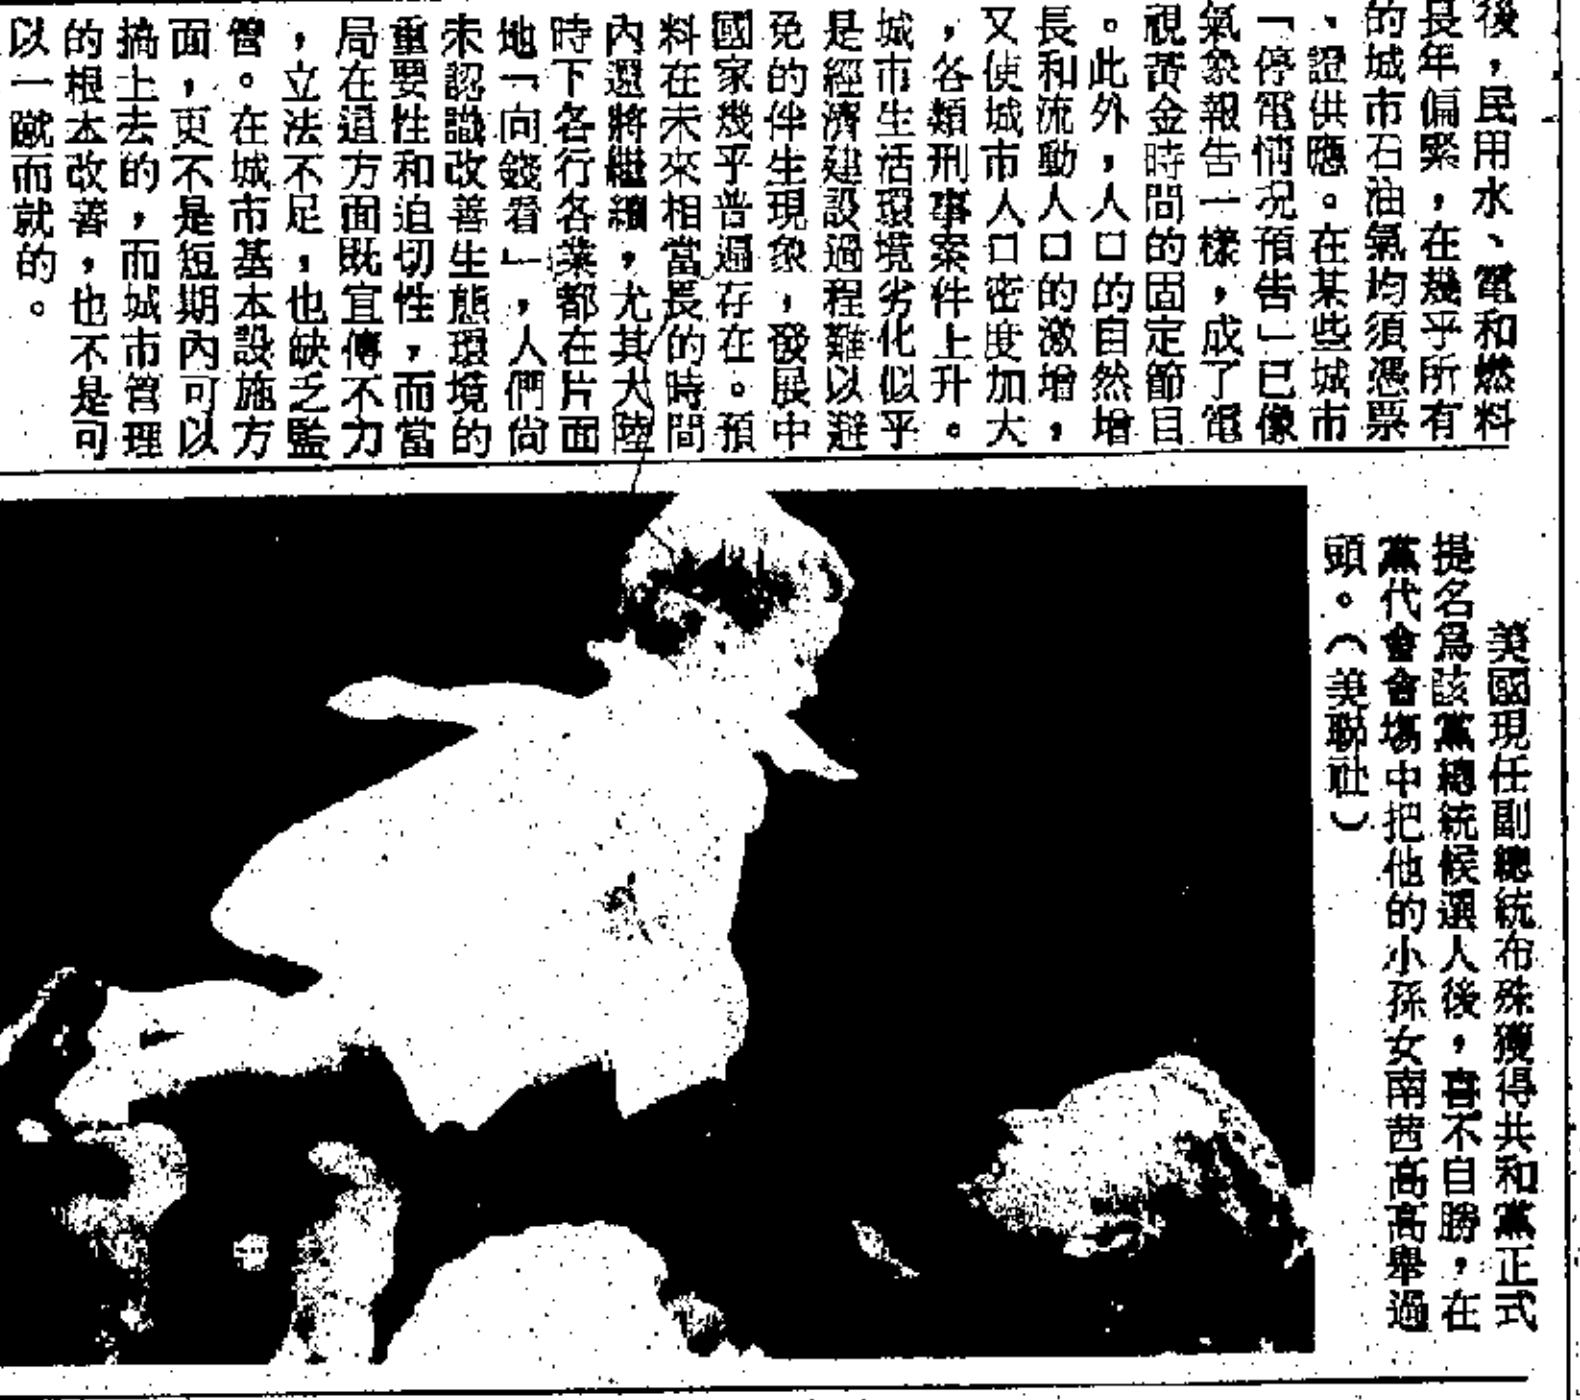 後，民用水、電和燃料
長年偏緊，在幾乎所有
的城市石油氣均須憑票
、證供應。在某些城市
「停電情况預告」已像
氣象報告一樣，成了電
視黃金時間的固定節目
。此外，人口的自然增
長和流動人口的激增，
又使城市人口密度加大
，各類刑事案件上升。
城市生活環境劣化似乎
是經濟建設過程難以避
免的伴生現象，發展中
國家幾乎普遍存在。預
料在未來相當長的時間
內還將繼續，尤其大陸
時下各行各業都在片面
地「向錢看」，人們尙
未認識改善生態環境的
重要性和迫切性，而當
局在這方面既宣傳不力
，立法不足，也缺乏監
管。在城市基本設施方
面，更不是短期內可以
搞上去的，而城市管理
的根本改善，也不是可
以一蹴而就的。
美國現任副總統布殊獲得共和黨正式
提名爲該黨總統候選人後，喜不自勝，在
黨代會會場中把他的小孫女南茜高高舉過
頭。（美聯社）